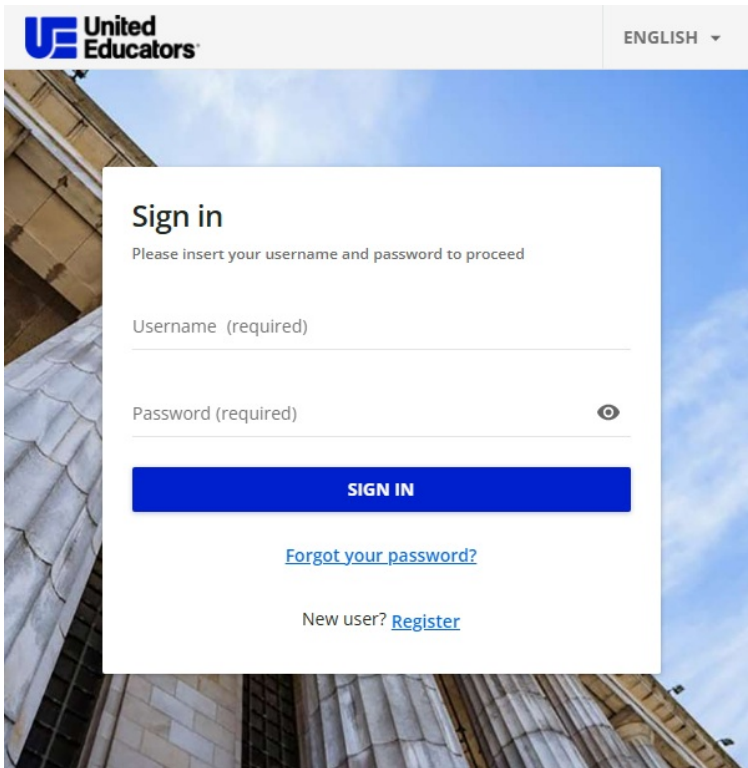 United
Educators
ENGLISH
Sign in
Please insert your username and password to proceed
Username (required)
Password (required)
SIGN IN
Forgot your password?
New user? Register